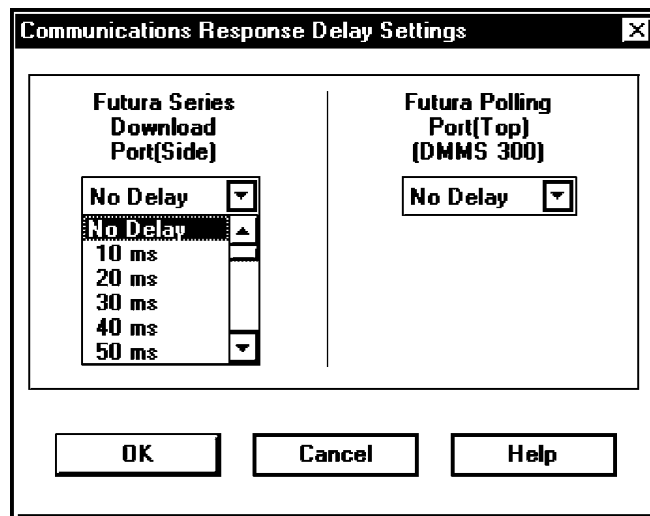 Communications Response Delay Settings
Futura Series
Download
Port(Side)
No Delay
No Delay
10 ms
20 ms
30 ms
40 ms
50 ms
Futura Polling
Port(Top)
(DMMS 300)
No Delay
OK
Cancel
Help